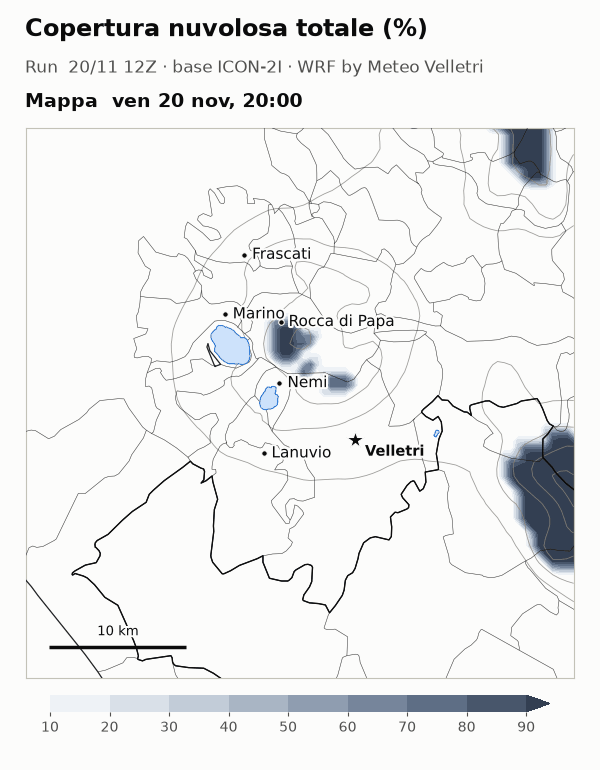 Copertura nuvolosa totale (%)
Run  20/11 12Z · base ICON-2I · WRF by Meteo Velletri
Mappa  ven 20 nov, 20:00
Frascati
Marino
Rocca di Papa
Nemi
Velletri
Lanuvio
10 km
10 20 30 40 50 60 70 80 90